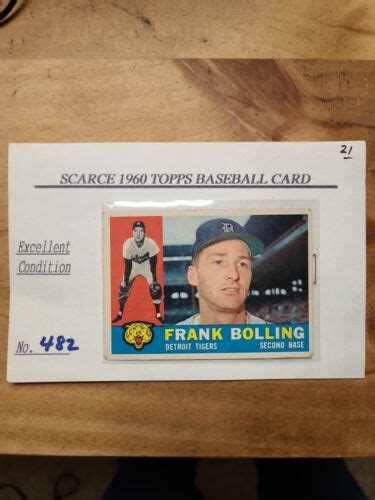 21
SCARCE 1960 TOPPS BASEBALL CARD
Excellent
Condition
No. 482
D
FRANK BOLLING
DETROIT TIGERS SECOND BASE